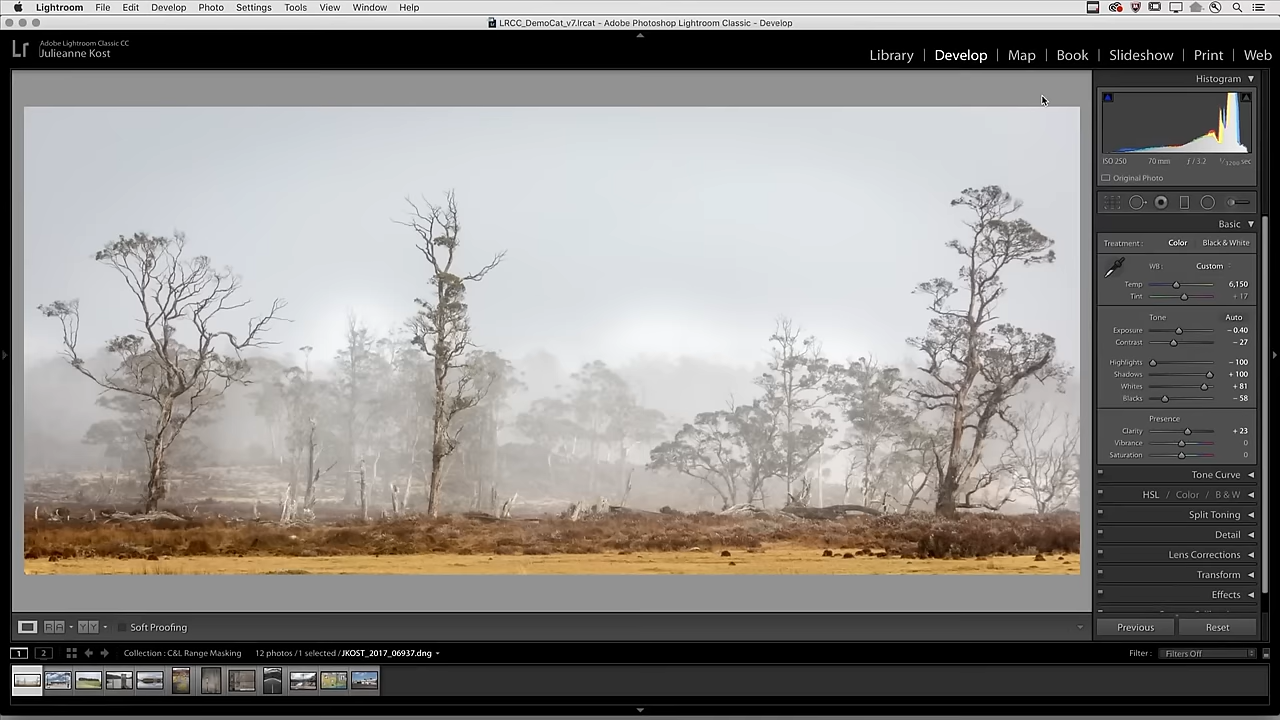 Lightroom File Edit Develop Photo Settings Tools View Window Help
LRCC_DemoCat_v7.lrcat - Adobe Photoshop Lightroom Classic - Develop
Lr Adobe Lightroom Classic CC
Julieanne Kost
Library | Develop | Map | Book | Slideshow | Print | Web
Histogram
ISO 250 70 mm ƒ / 3.2 1/3200 sec
Original Photo
Basic
Treatment : Color Black & White
WB : Custom
Temp 6,150
Tint + 17
Tone Auto
Exposure – 0.40
Contrast – 27
Highlights – 100
Shadows + 100
Whites + 81
Blacks – 58
Presence
Clarity + 23
Vibrance 0
Saturation 0
Tone Curve
HSL / Color / B & W
Split Toning
Detail
Lens Corrections
Transform
Effects
Previous Reset
R A Y Y Soft Proofing
1 2 Collection : C&L Range Masking 12 photos / 1 selected / JKOST_2017_06937.dng Filter : Filters Off